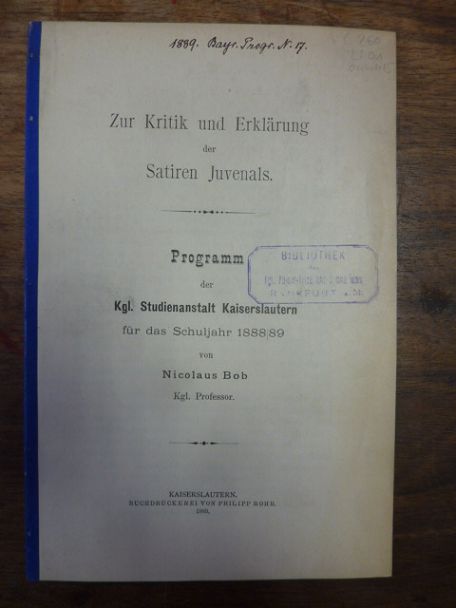 1889. Bayr. Progr. N. 17.
Zur Kritik und Erklärung
der
Satiren Juvenals.
Programm
der
Kgl. Studienanstalt Kaiserslautern
für das Schuljahr 1888/89
von
Nicolaus Bob
Kgl. Professor.
BIBLIOTHEK
KAISERSLAUTERN.
BUCHDRUCKEREI VON PHILIPP ROHR.
1889.